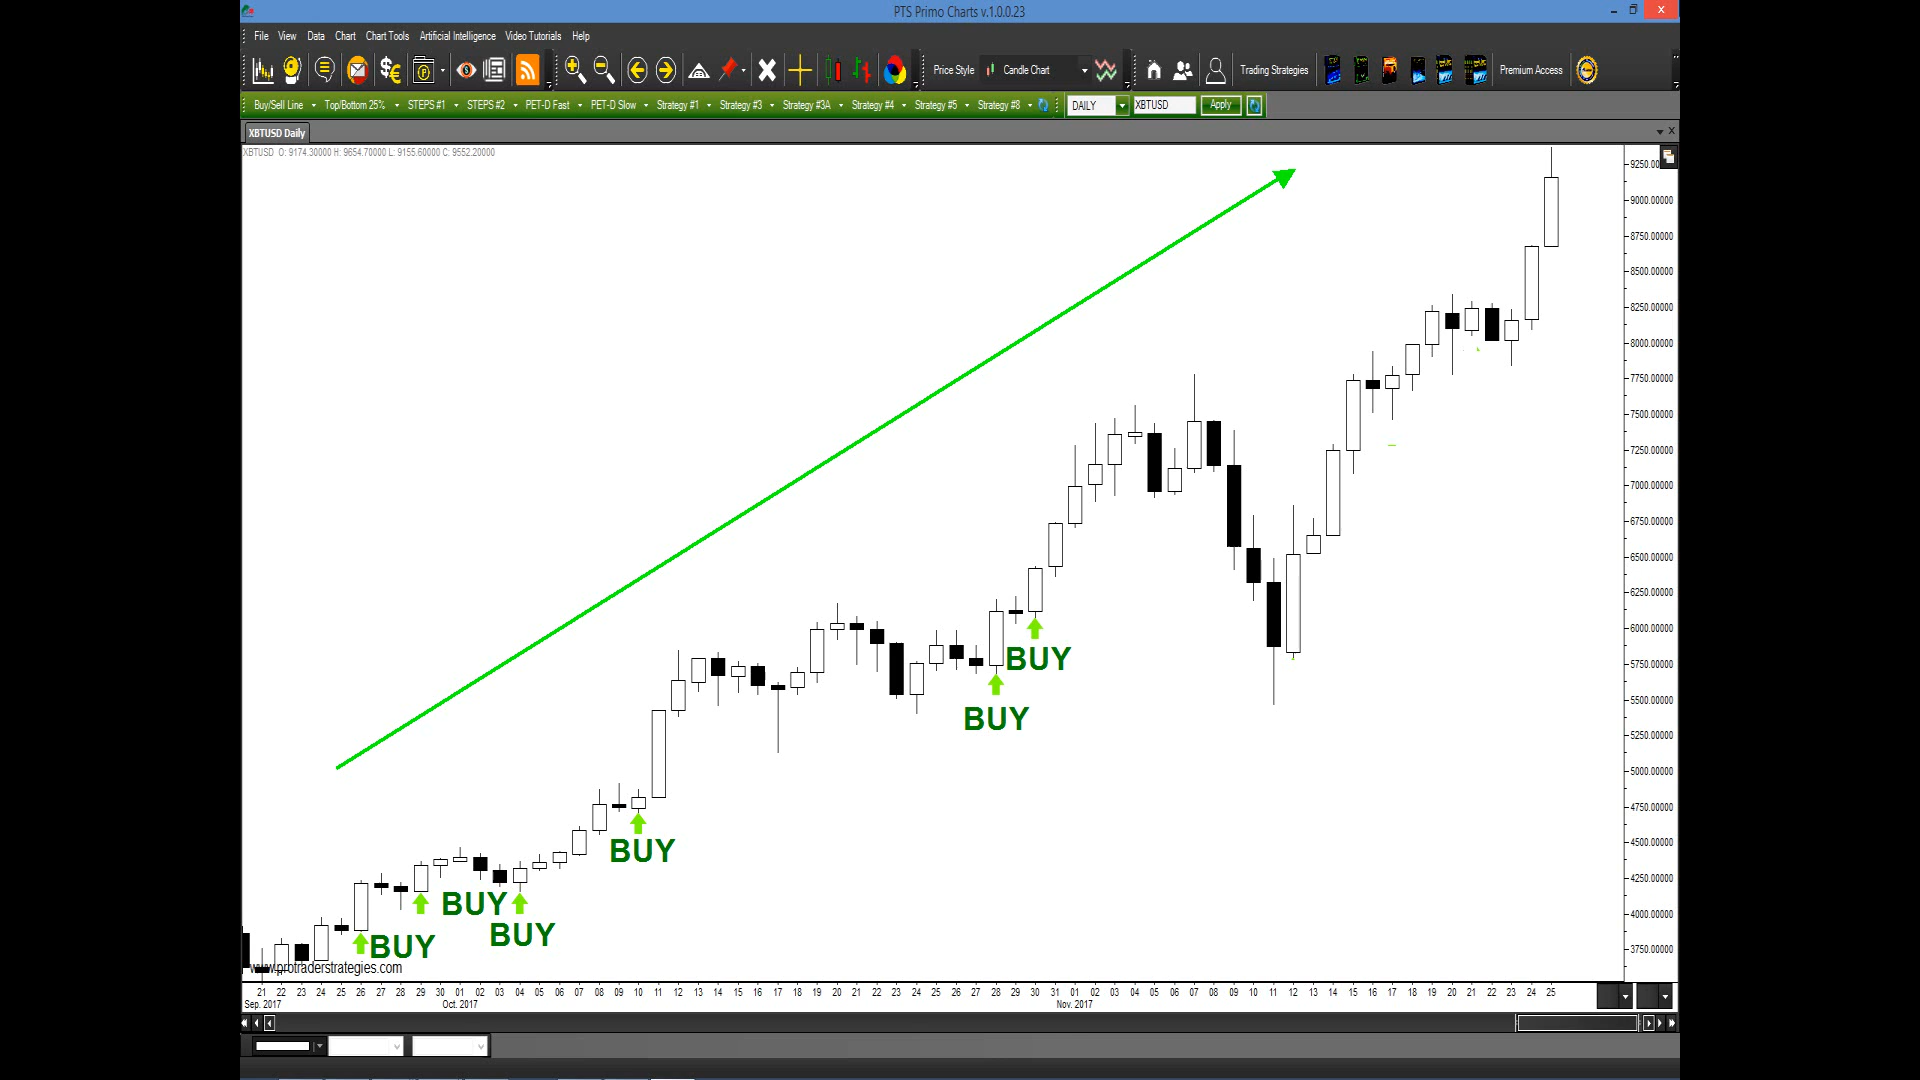 PTS Primo Charts v.1.0.0.23
File View Data Chart Chart Tools Artificial Intelligence Video Tutorials Help
Price Style Candle Chart Trading Strategies Premium Access
Buy/Sell Line Top/Bottom 25% STEPS #1 STEPS #2 PET-D Fast PET-D Slow Strategy #1 Strategy #3 Strategy #3A Strategy #4 Strategy #5 Strategy #8 DAILY XBTUSD Apply
XBTUSD Daily
XBTUSD O: 9174.30000 H: 9654.70000 L: 9155.60000 C: 9552.20000
9250.00
9000.00000
8750.00000
8500.00000
8250.00000
8000.00000
7750.00000
7500.00000
7250.00000
7000.00000
6750.00000
6500.00000
6250.00000
6000.00000
BUY
5750.00000
5500.00000
BUY
5250.00000
5000.00000
4750.00000
BUY
4500.00000
4250.00000
BUY
4000.00000
BUY
BUY
3750.00000
www.protraderstrategies.com
21 22 23 24 25 26 27 28 29 30 01 02 03 04 05 06 07 08 09 10 11 12 13 14 15 16 17 18 19 20 21 22 23 24 25 26 27 28 29 30 31 01 02 03 04 05 06 07 08 09 10 11 12 13 14 15 16 17 18 19 20 21 22 23 24 25
Sep. 2017 Oct. 2017 Nov. 2017